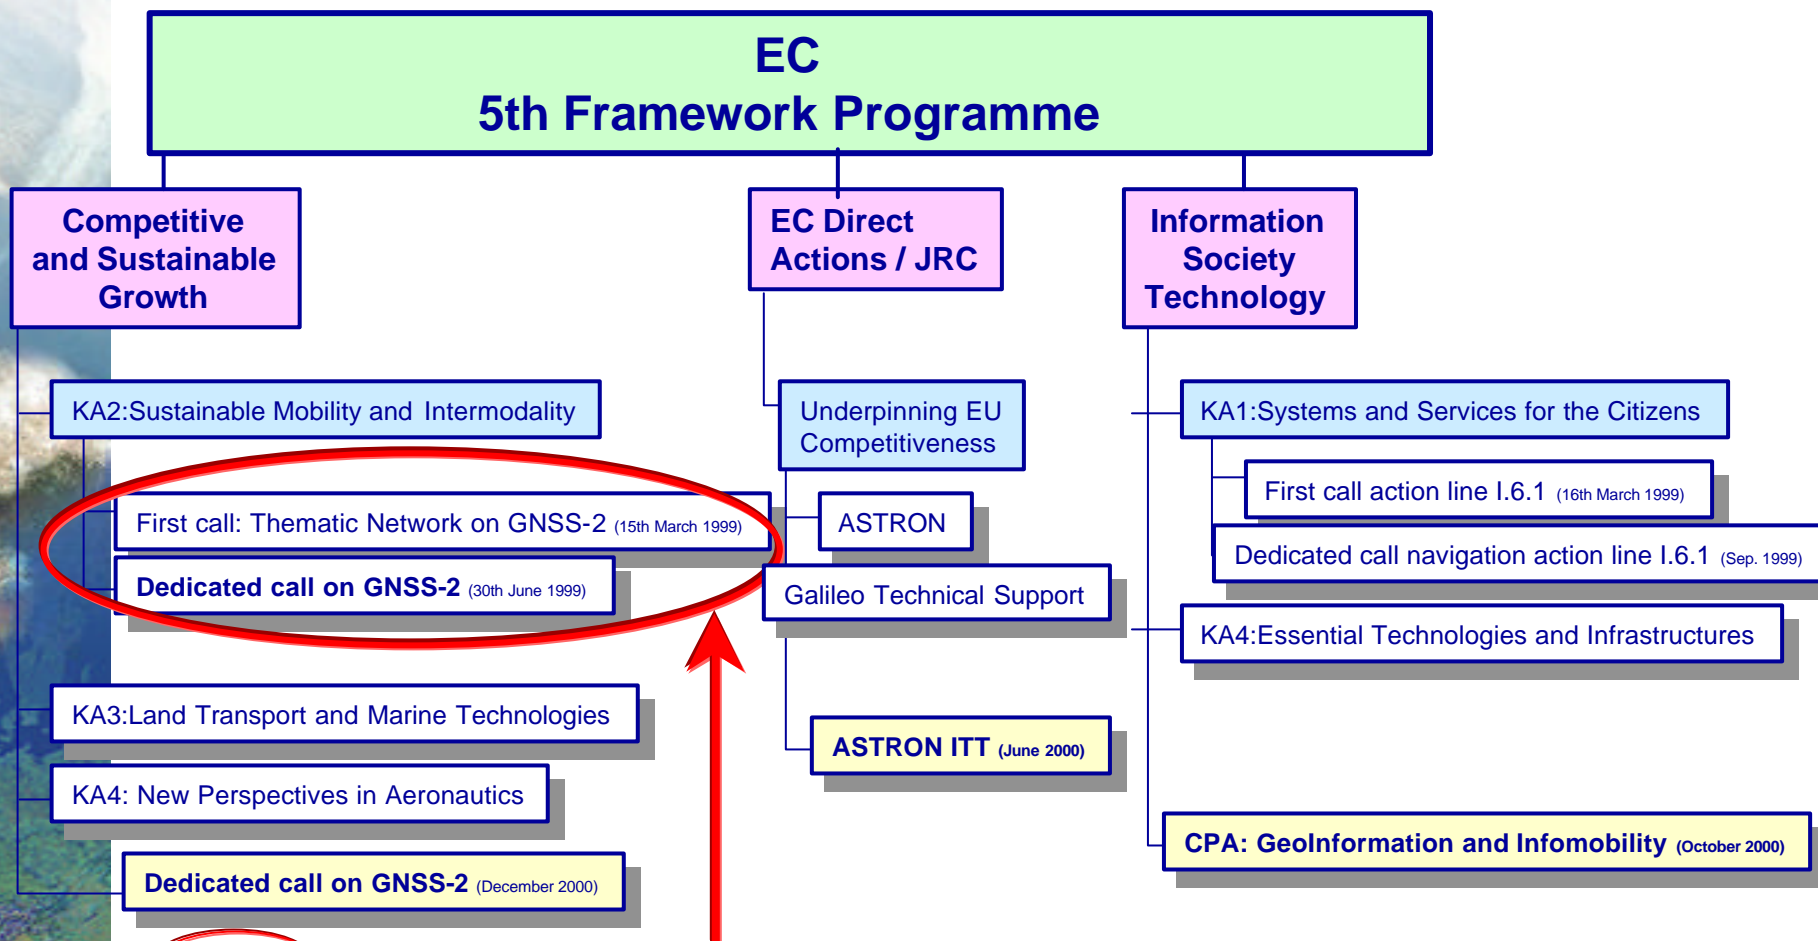 EC
5th Framework Programme
Competitive
and Sustainable
Growth
KA2:Sustainable Mobility and Intermodality
First call: Thematic Network on GNSS-2 (15th March 1999)
Dedicated call on GNSS-2 (30th June 1999)
KA3:Land Transport and Marine Technologies
KA4: New Perspectives in Aeronautics
Dedicated call on GNSS-2 (December 2000)
EC Direct
Actions / JRC
Underpinning EU
Competitiveness
ASTRON
Galileo Technical Support
ASTRON ITT (June 2000)
Information
Society
Technology
KA1:Systems and Services for the Citizens
First call action line I.6.1 (16th March 1999)
Dedicated call navigation action line I.6.1 (Sep. 1999)
KA4:Essential Technologies and Infrastructures
CPA: GeoInformation and Infomobility (October 2000)